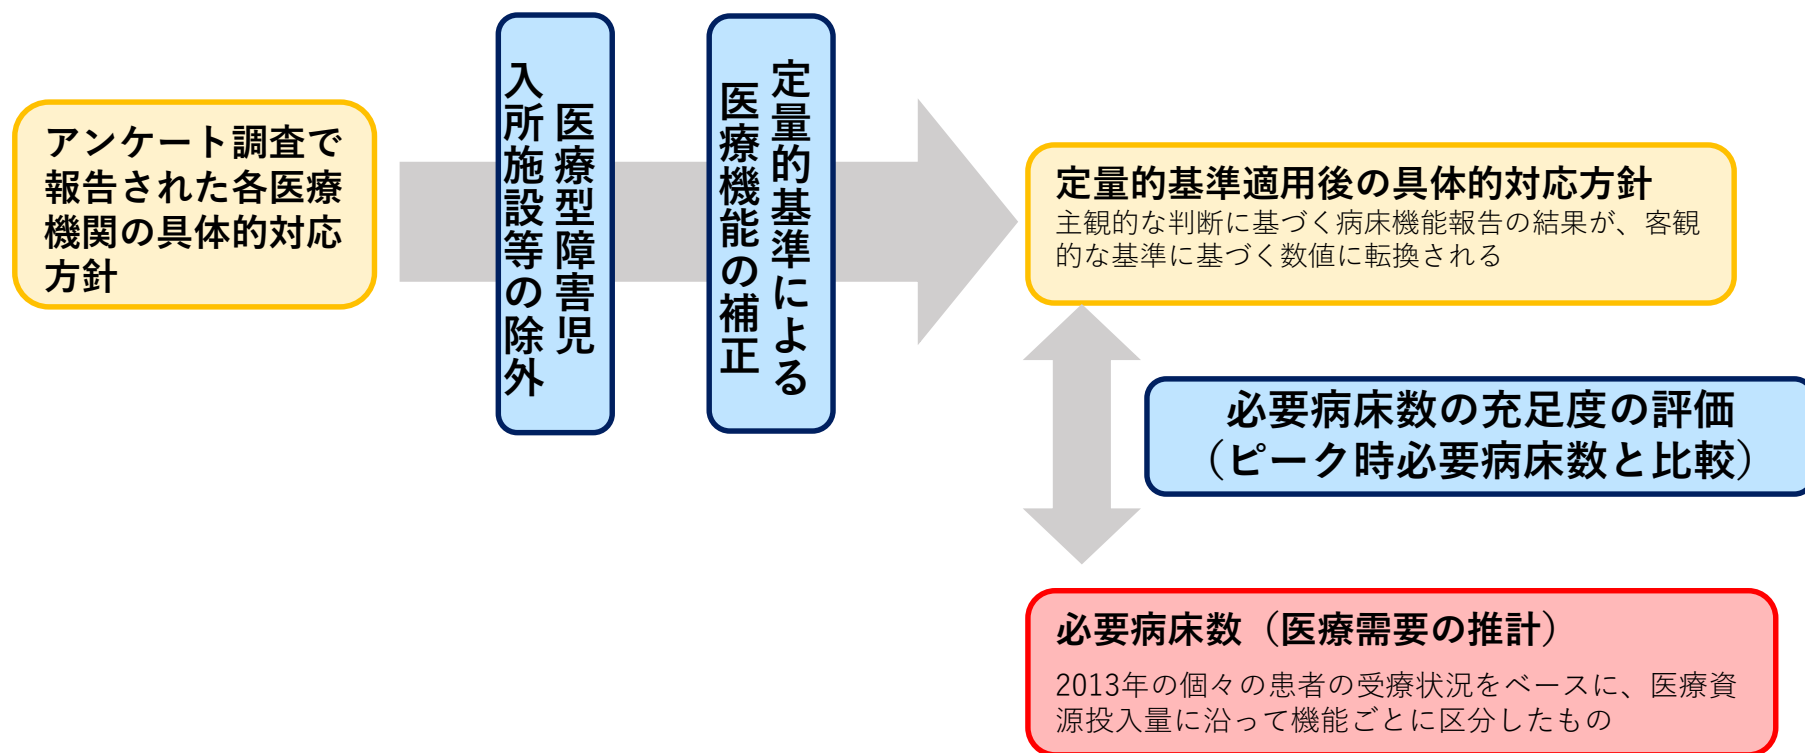 アンケート調査で
報告された各医療
機関の具体的対応
方針
医療型障害児
入所施設等の除外
定量的基準による
医療機能の補正
定量的基準適用後の具体的対応方針
主観的な判断に基づく病床機能報告の結果が、客観
的な基準に基づく数値に転換される
必要病床数の充足度の評価
（ピーク時必要病床数と比較）
必要病床数（医療需要の推計）
2013年の個々の患者の受療状況をベースに、医療資
源投入量に沿って機能ごとに区分したもの